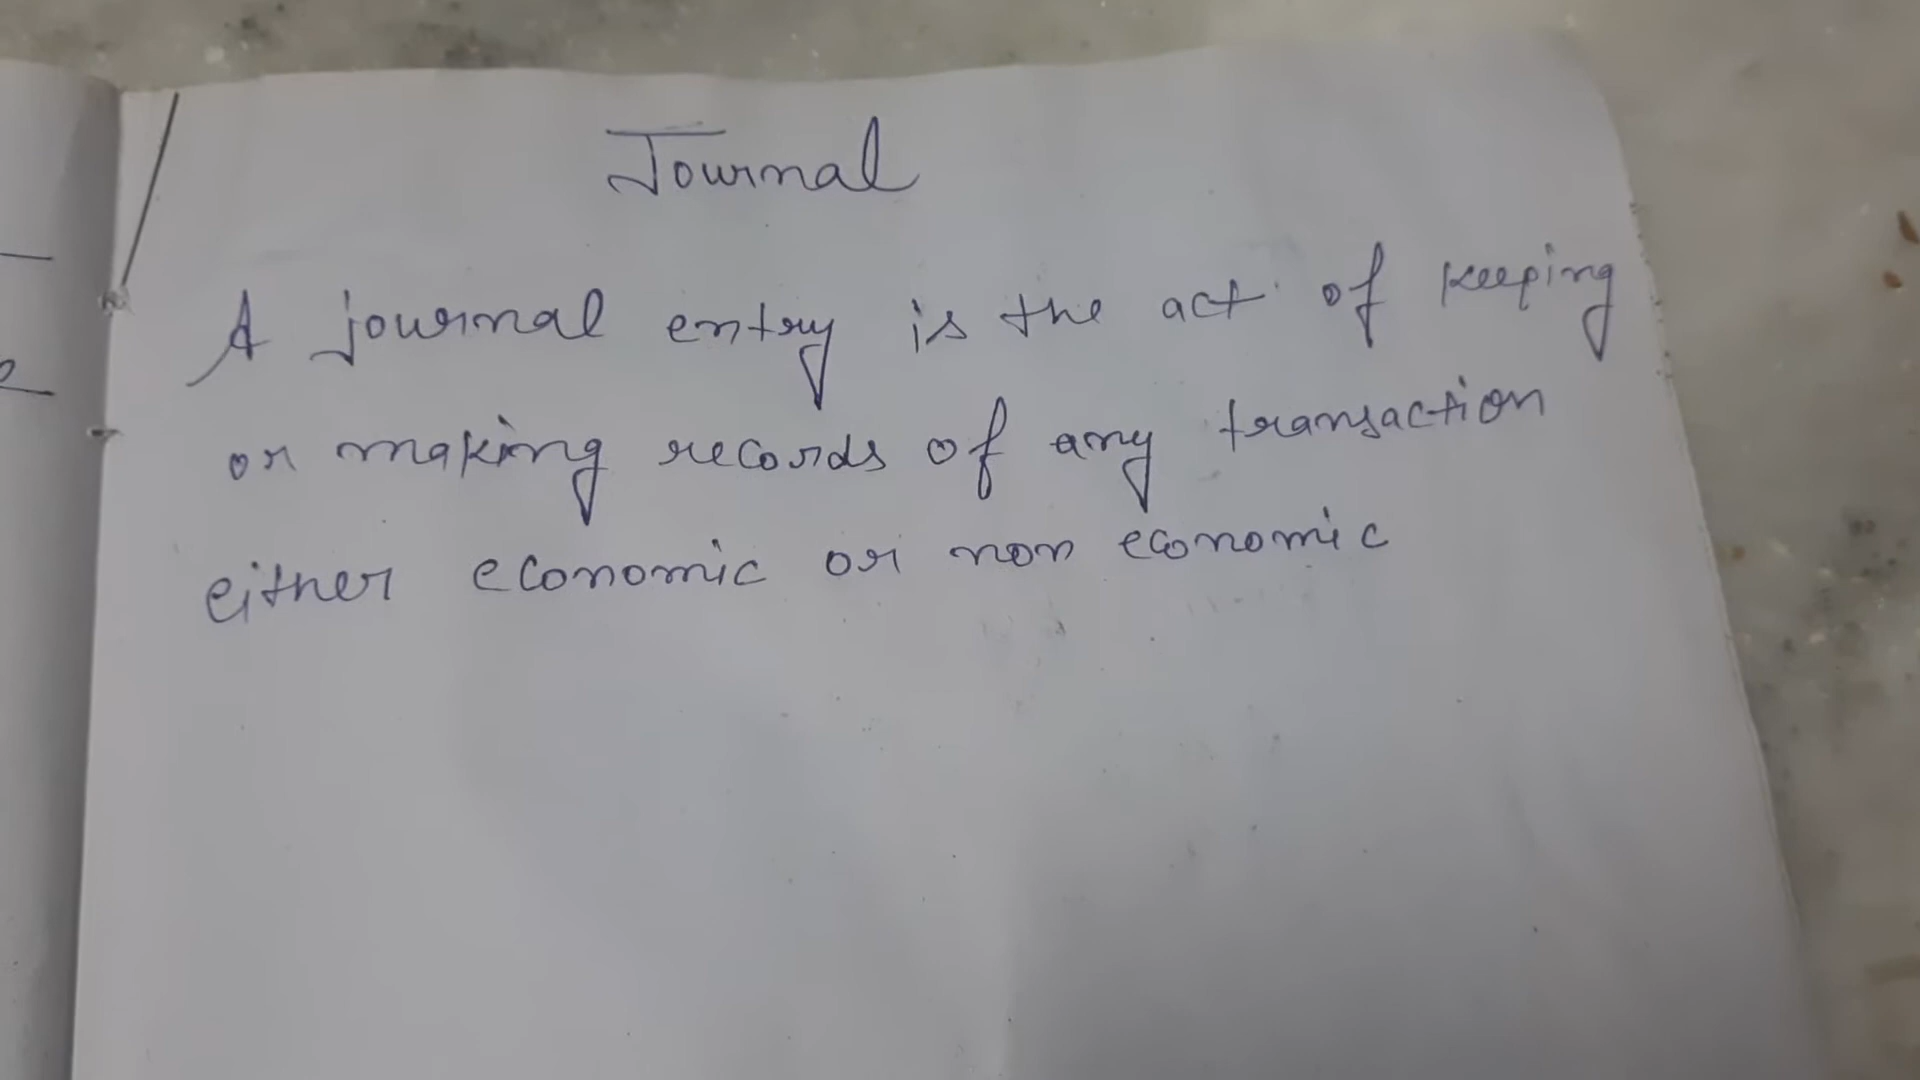 Journal
A journal entry is the act of keeping
or making records of any transaction
either economic or non economic